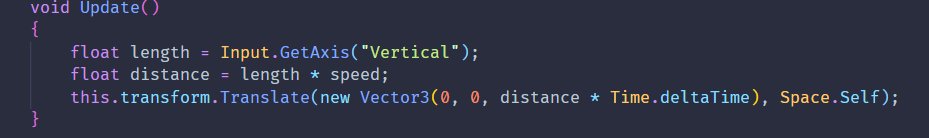 void Update()
{
float length = Input.GetAxis("Vertical");
float distance = length * speed;
this.transform.Translate(new Vector3(0, 0, distance * Time.deltaTime), Space.Self);
}